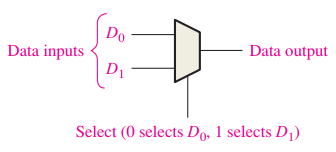 D₀
Data inputs
Data output
D₁
Select (0 selects D₀, 1 selects D₁)